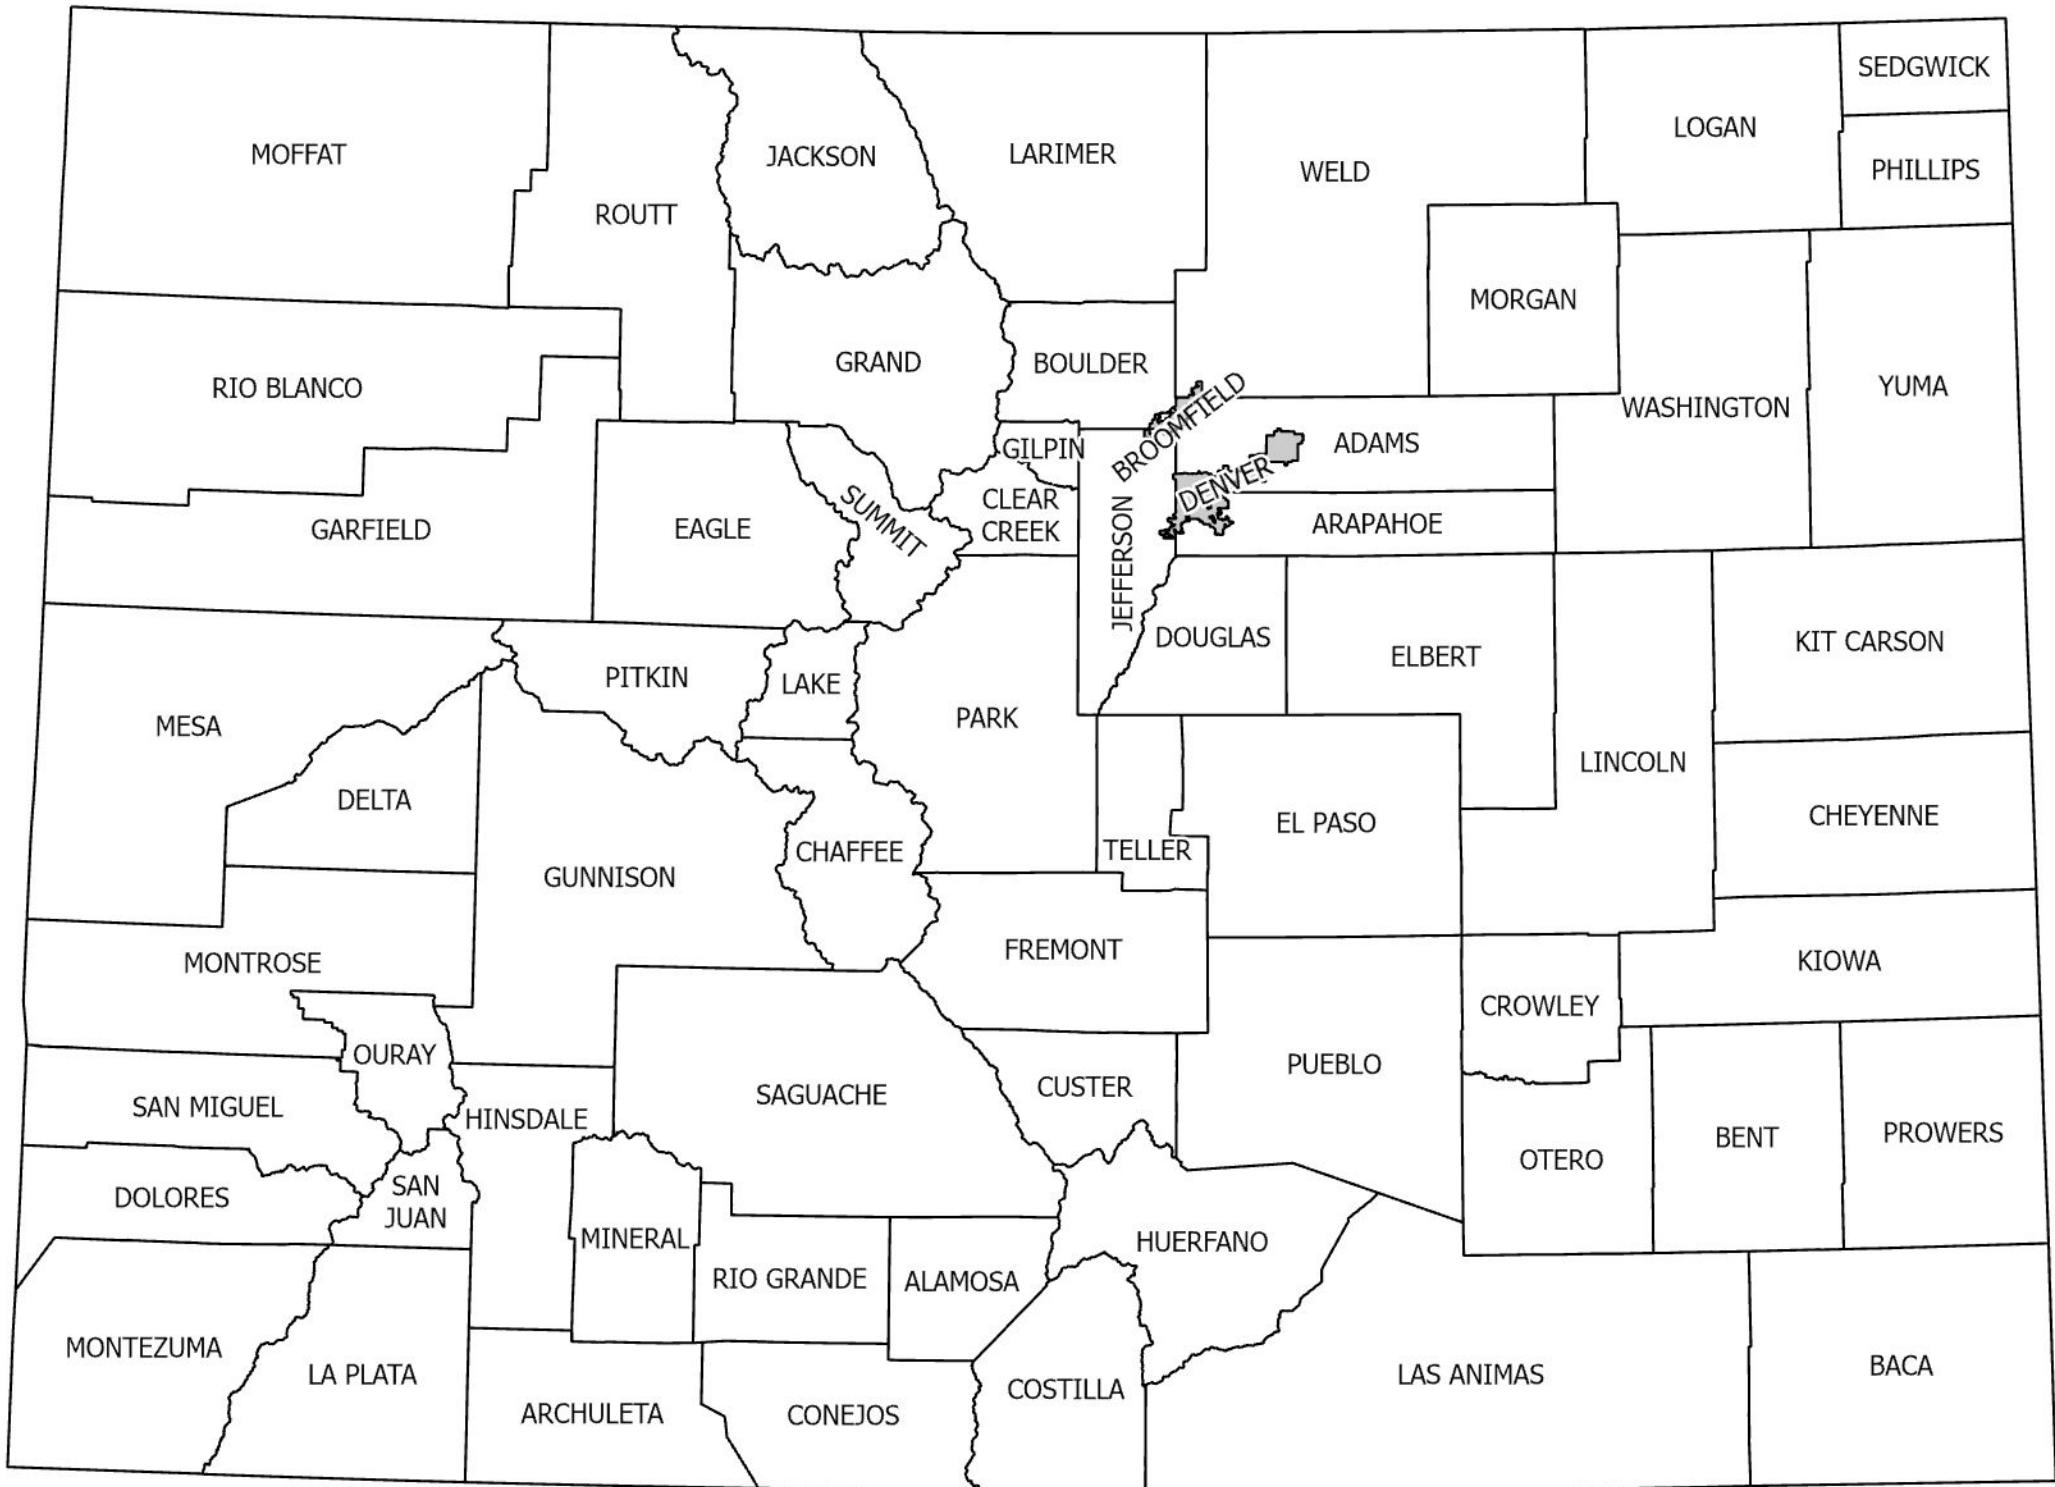 SEDGWICK
LOGAN
MOFFAT
JACKSON
LARIMER
WELD
PHILLIPS
ROUTT
MORGAN
GRAND
BOULDER
RIO BLANCO
YUMA
WASHINGTON
BROOMFIELD
ADAMS
GILPIN
DENVER
CLEAR
CREEK
SUMMIT
GARFIELD
EAGLE
ARAPAHOE
JEFFERSON
DOUGLAS
KIT CARSON
ELBERT
PITKIN
LAKE
MESA
PARK
LINCOLN
DELTA
CHEYENNE
EL PASO
TELLER
CHAFFEE
GUNNISON
FREMONT
MONTROSE
KIOWA
CROWLEY
OURAY
PUEBLO
CUSTER
SAGUACHE
SAN MIGUEL
HINSDALE
BENT
PROWERS
OTERO
DOLORES
SAN
JUAN
MINERAL
HUERFANO
RIO GRANDE
ALAMOSA
MONTEZUMA
LA PLATA
LAS ANIMAS
BACA
COSTILLA
ARCHULETA
CONEJOS